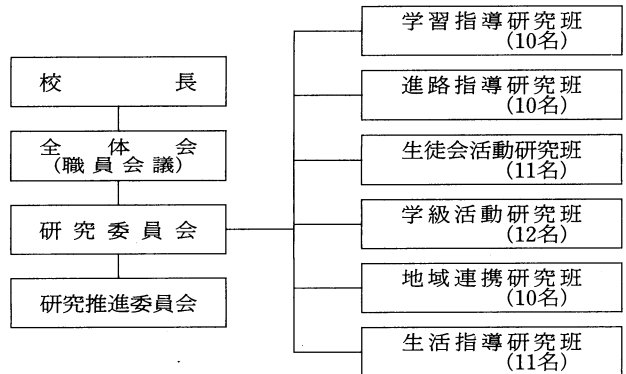 校長
全体会
(職員会議)
研究委員会
研究推進委員会
学習指導研究班
(10名)
進路指導研究班
(10名)
生徒会活動研究班
(11名)
学級活動研究班
(12名)
地域連携研究班
(10名)
生活指導研究班
(11名)